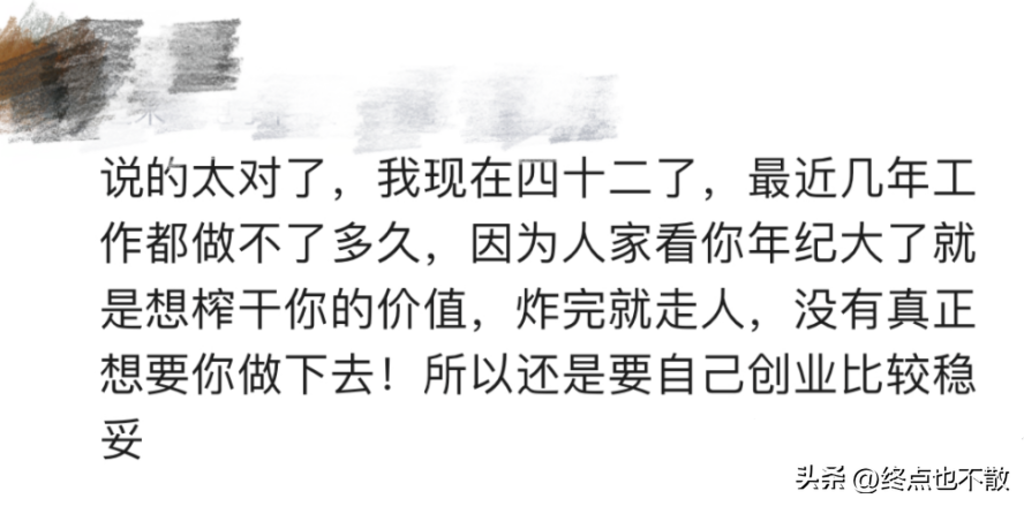 说的太对了，我现在四十二了，最近几年工
作都做不了多久，因为人家看你年纪大了就
是想榨干你的价值，炸完就走人，没有真正
想要你做下去！所以还是要自己创业比较稳
妥
头条 @终点也不散